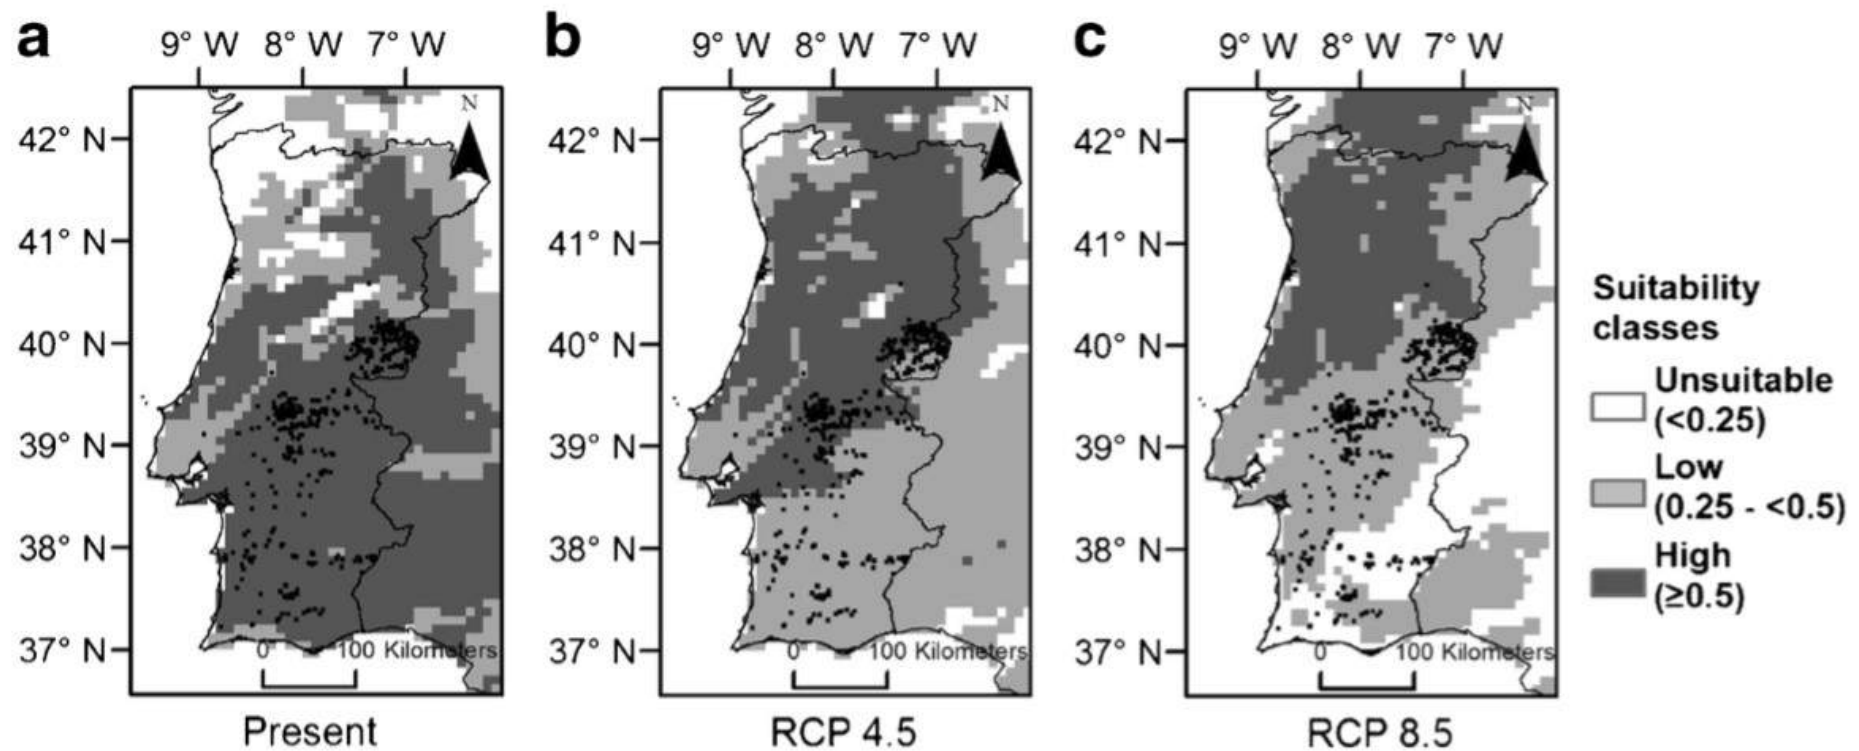 a
9° W 8° W 7° W
N
42° N
41° N
40° N
39° N
38° N
37° N
0 100 Kilometers
Present
b
9° W 8° W 7° W
N
42° N
41° N
40° N
39° N
38° N
37° N
0 100 Kilometers
RCP 4.5
c
9° W 8° W 7° W
N
42° N
41° N
40° N
39° N
38° N
37° N
0 100 Kilometers
RCP 8.5
Suitability
classes
Unsuitable
(<0.25)
Low
(0.25 - <0.5)
High
(≥0.5)